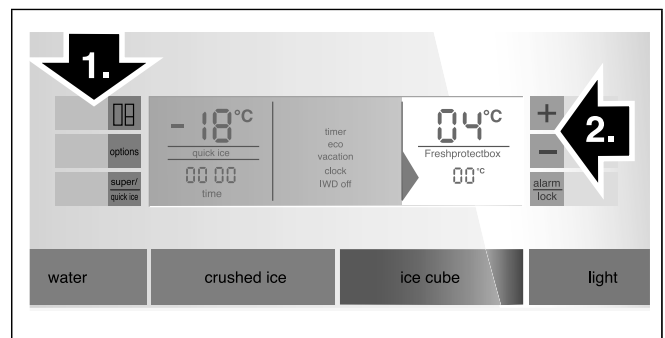 1.
- 18°C
quick ice
00 00
time
timer
eco
vacation
clock
IWD off
04°C
Freshprotectbox
00°C
+
-
2.
options
super/
quick ice
alarm
lock
water
crushed ice
ice cube
light